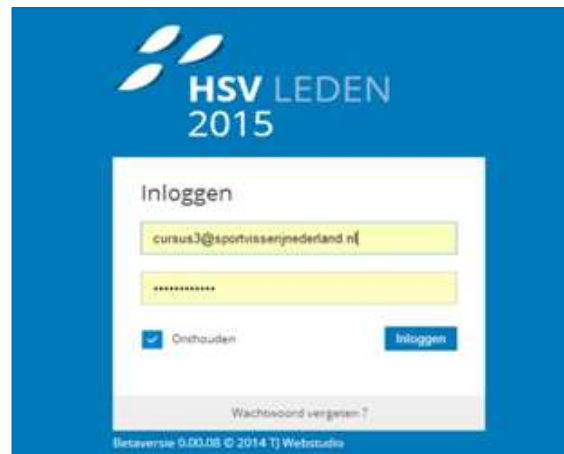 HSV LEDEN
2015
Inloggen
cursus3@sportvisserijnederland.nl
••••••••••••
Onthouden
Inloggen
Wachtwoord vergeten ?
Betaversie 0.00.08 © 2014 TJ Webstudio